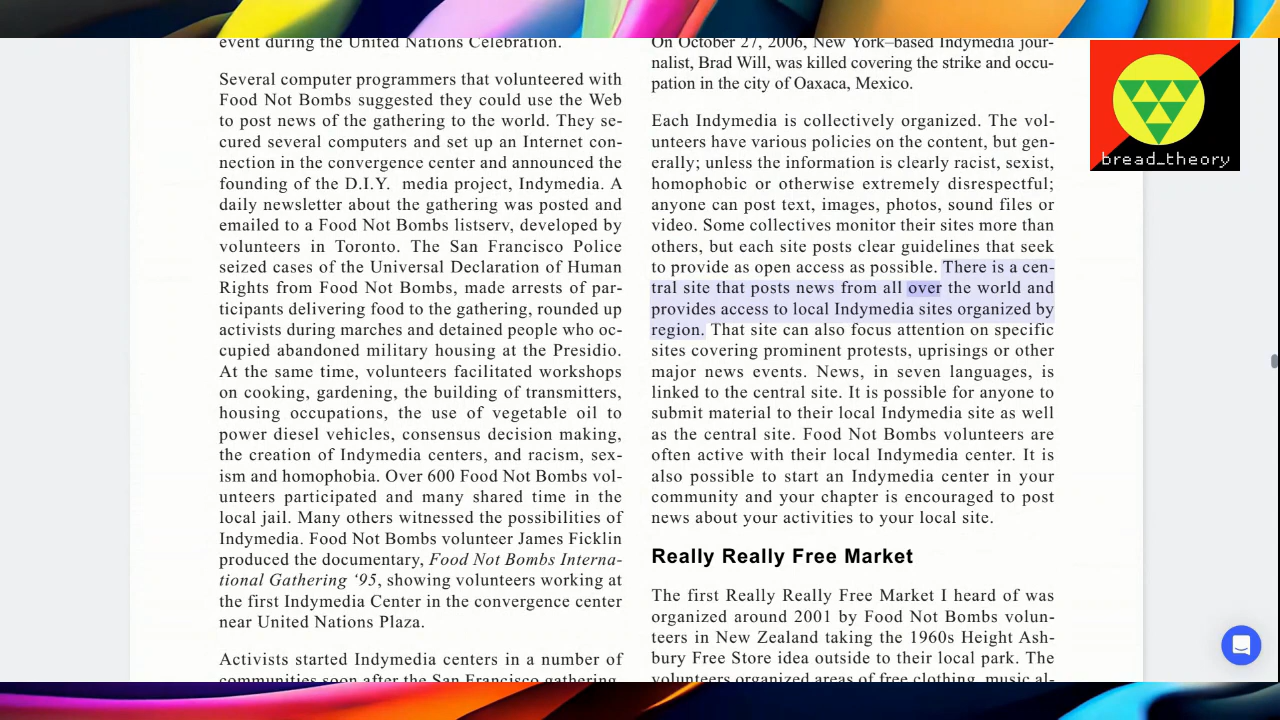 event during the United Nations Celebration.
Several computer programmers that volunteered with
Food Not Bombs suggested they could use the Web
to post news of the gathering to the world. They se-
cured several computers and set up an Internet con-
nection in the convergence center and announced the
founding of the D.I.Y.  media project, Indymedia. A
daily newsletter about the gathering was posted and
emailed to a Food Not Bombs listserv, developed by
volunteers in Toronto. The San Francisco Police
seized cases of the Universal Declaration of Human
Rights from Food Not Bombs, made arrests of par-
ticipants delivering food to the gathering, rounded up
activists during marches and detained people who oc-
cupied abandoned military housing at the Presidio.
At the same time, volunteers facilitated workshops
on cooking, gardening, the building of transmitters,
housing occupations, the use of vegetable oil to
power diesel vehicles, consensus decision making,
the creation of Indymedia centers, and racism, sex-
ism and homophobia. Over 600 Food Not Bombs vol-
unteers participated and many shared time in the
local jail. Many others witnessed the possibilities of
Indymedia. Food Not Bombs volunteer James Ficklin
produced the documentary, Food Not Bombs Interna-
tional Gathering ‘95, showing volunteers working at
the first Indymedia Center in the convergence center
near United Nations Plaza.
Activists started Indymedia centers in a number of
communities soon after the San Francisco gathering.
On October 27, 2006, New York–based Indymedia jour-
nalist, Brad Will, was killed covering the strike and occu-
pation in the city of Oaxaca, Mexico.
Each Indymedia is collectively organized. The vol-
unteers have various policies on the content, but gen-
erally; unless the information is clearly racist, sexist,
homophobic or otherwise extremely disrespectful;
anyone can post text, images, photos, sound files or
video. Some collectives monitor their sites more than
others, but each site posts clear guidelines that seek
to provide as open access as possible. There is a cen-
tral site that posts news from all over the world and
provides access to local Indymedia sites organized by
region. That site can also focus attention on specific
sites covering prominent protests, uprisings or other
major news events. News, in seven languages, is
linked to the central site. It is possible for anyone to
submit material to their local Indymedia site as well
as the central site. Food Not Bombs volunteers are
often active with their local Indymedia center. It is
also possible to start an Indymedia center in your
community and your chapter is encouraged to post
news about your activities to your local site.
Really Really Free Market
The first Really Really Free Market I heard of was
organized around 2001 by Food Not Bombs volun-
teers in New Zealand taking the 1960s Height Ash-
bury Free Store idea outside to their local park. The
volunteers organized areas of free clothing, music al-
bread_theory